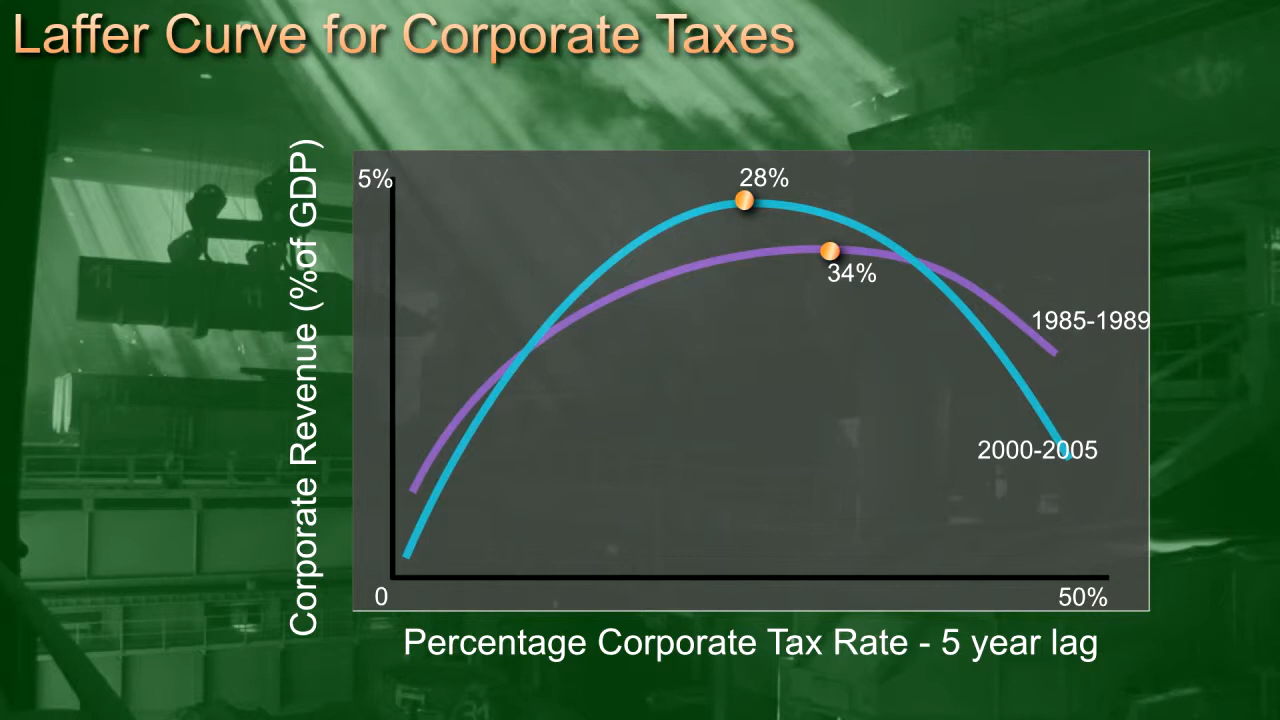 Laffer Curve for Corporate Taxes
Corporate Revenue (%of GDP)
5%
28%
34%
1985-1989
2000-2005
0
50%
Percentage Corporate Tax Rate - 5 year lag